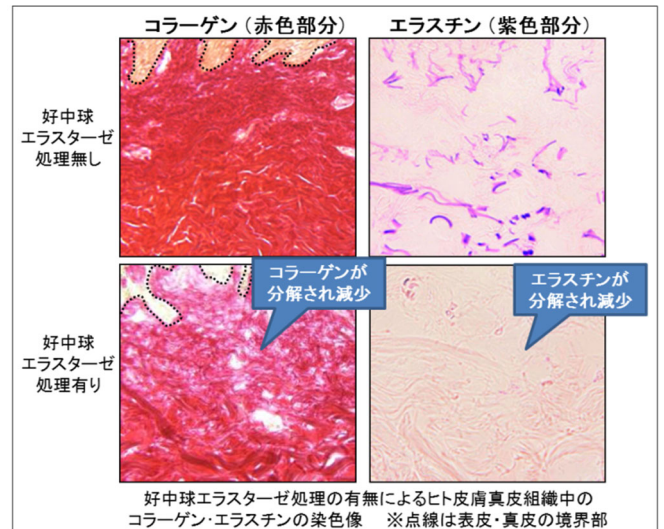 コラーゲン（赤色部分）
エラスチン（紫色部分）
好中球
エラスターゼ
処理無し
コラーゲンが
分解され減少
エラスチンが
分解され減少
好中球
エラスターゼ
処理有り
好中球エラスターゼ処理の有無によるヒト皮膚真皮組織中の
コラーゲン・エラスチンの染色像　※点線は表皮・真皮の境界部